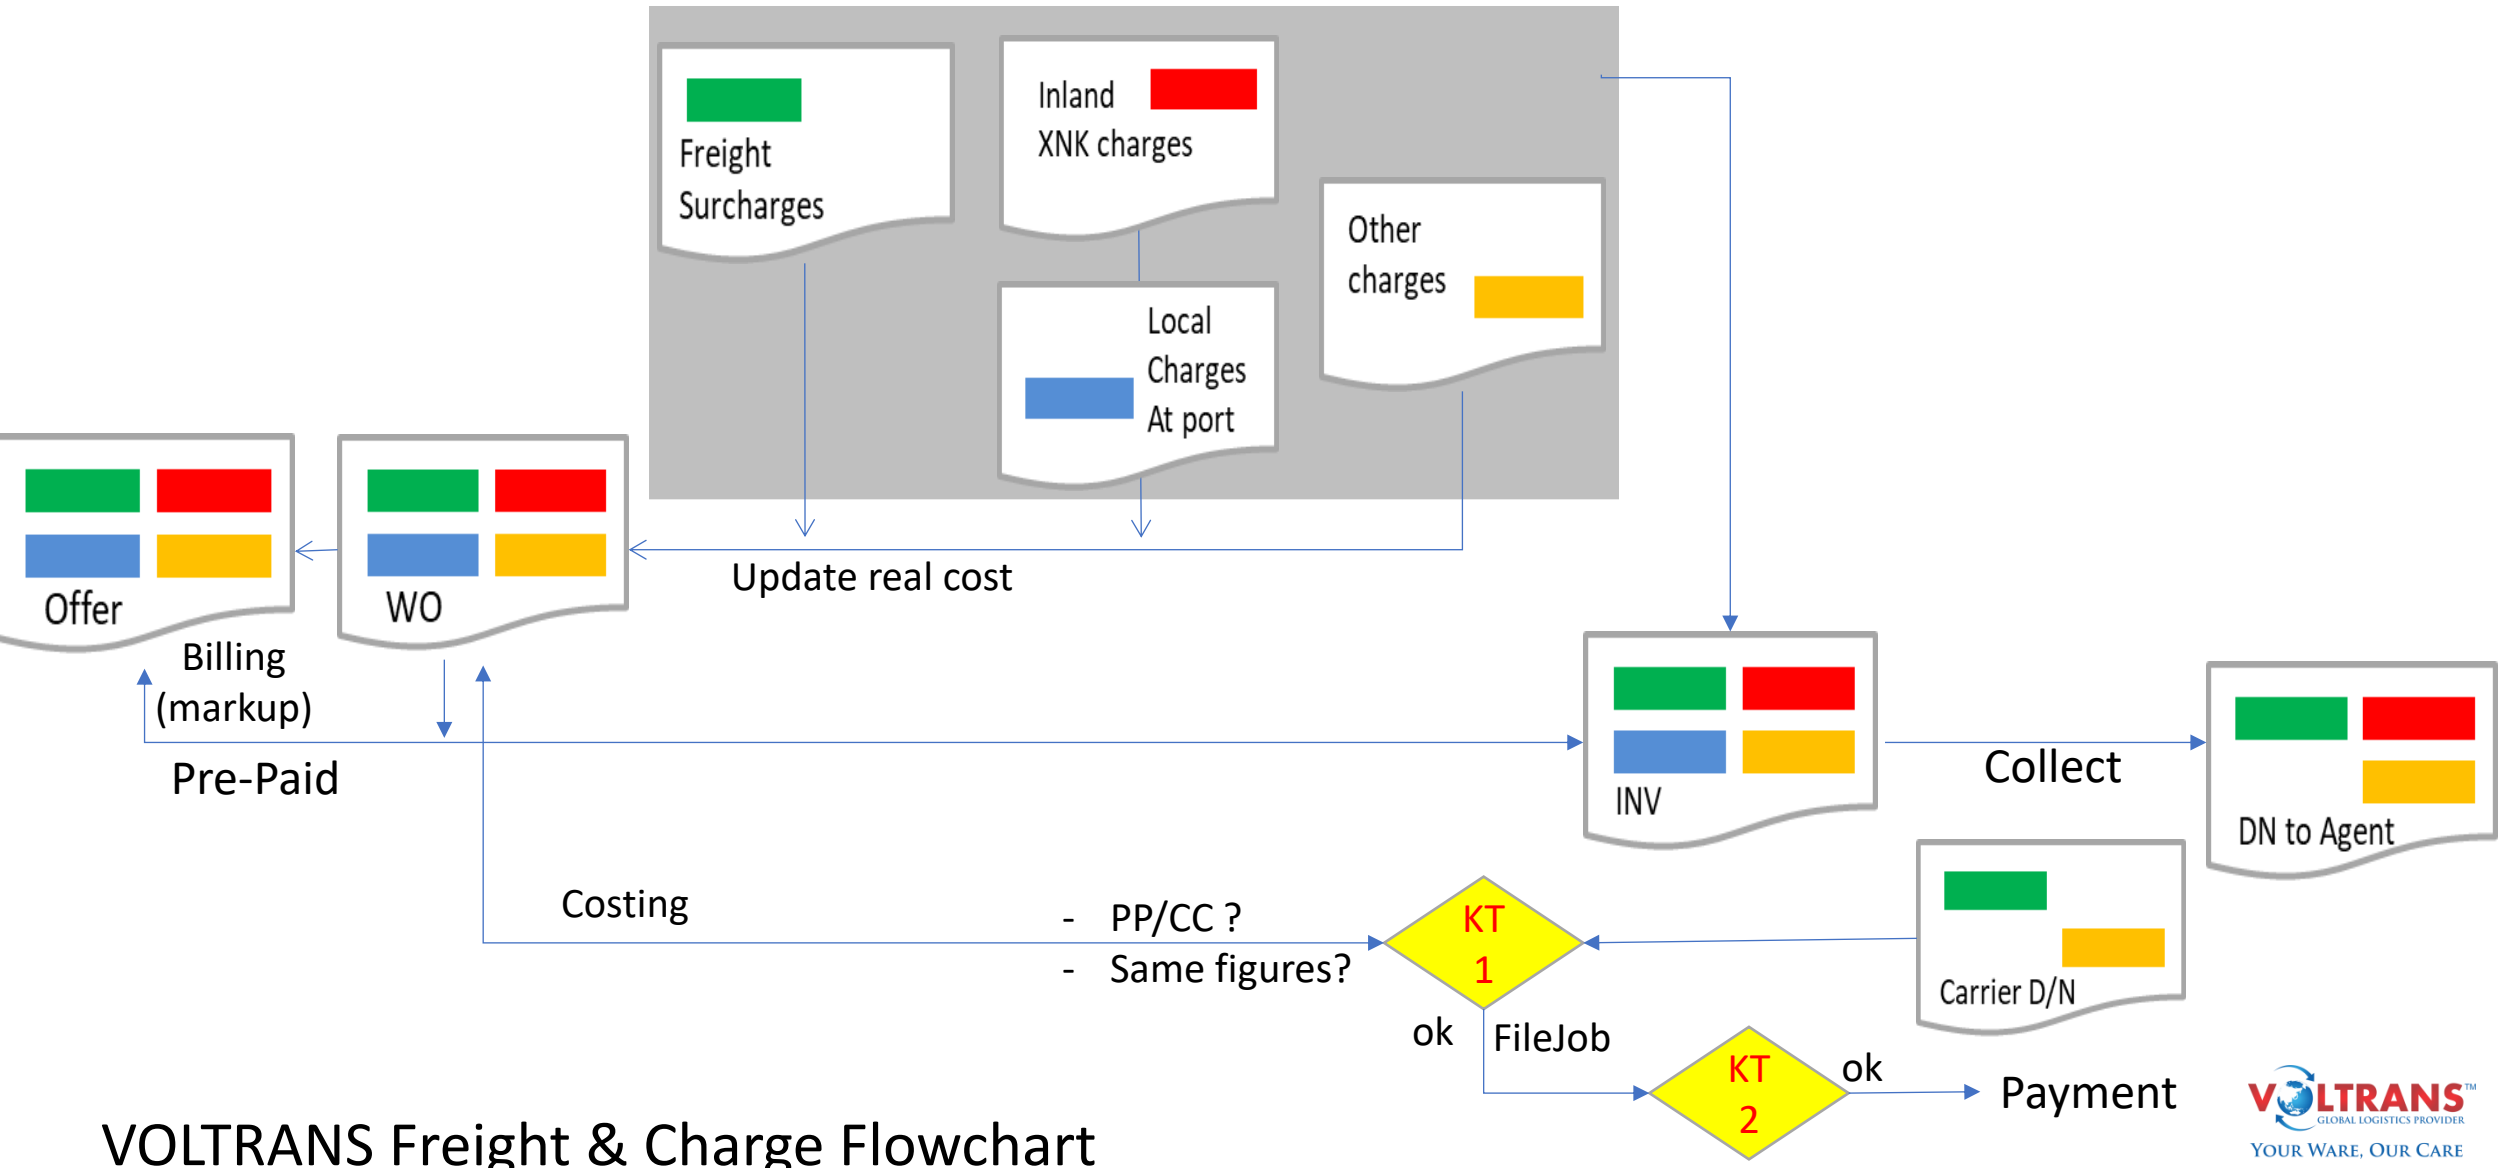 Freight
Surcharges
Inland
XNK charges
Other
charges
Local
Charges
At port
Offer
WO
Update real cost
Billing
(markup)
Pre-Paid
INV
Collect
DN to Agent
Costing
- PP/CC ?
- Same figures?
KT
1
Carrier D/N
ok
FileJob
KT
2
ok
Payment
VOLTRANS Freight & Charge Flowchart
VOLTRANS™
GLOBAL LOGISTICS PROVIDER
YOUR WARE, OUR CARE